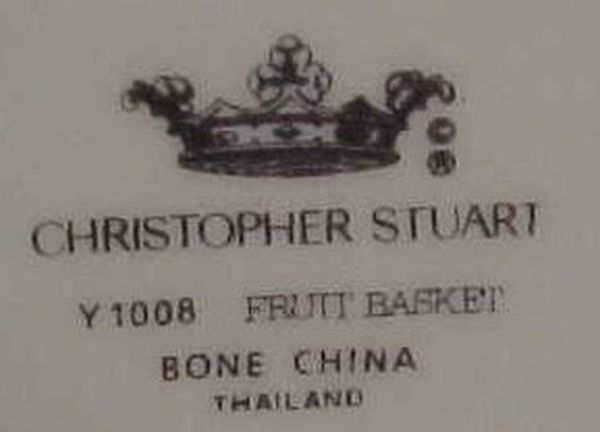 ©
®
CHRISTOPHER STUART
Y1008 FRUIT BASKET
BONE CHINA
THAILAND